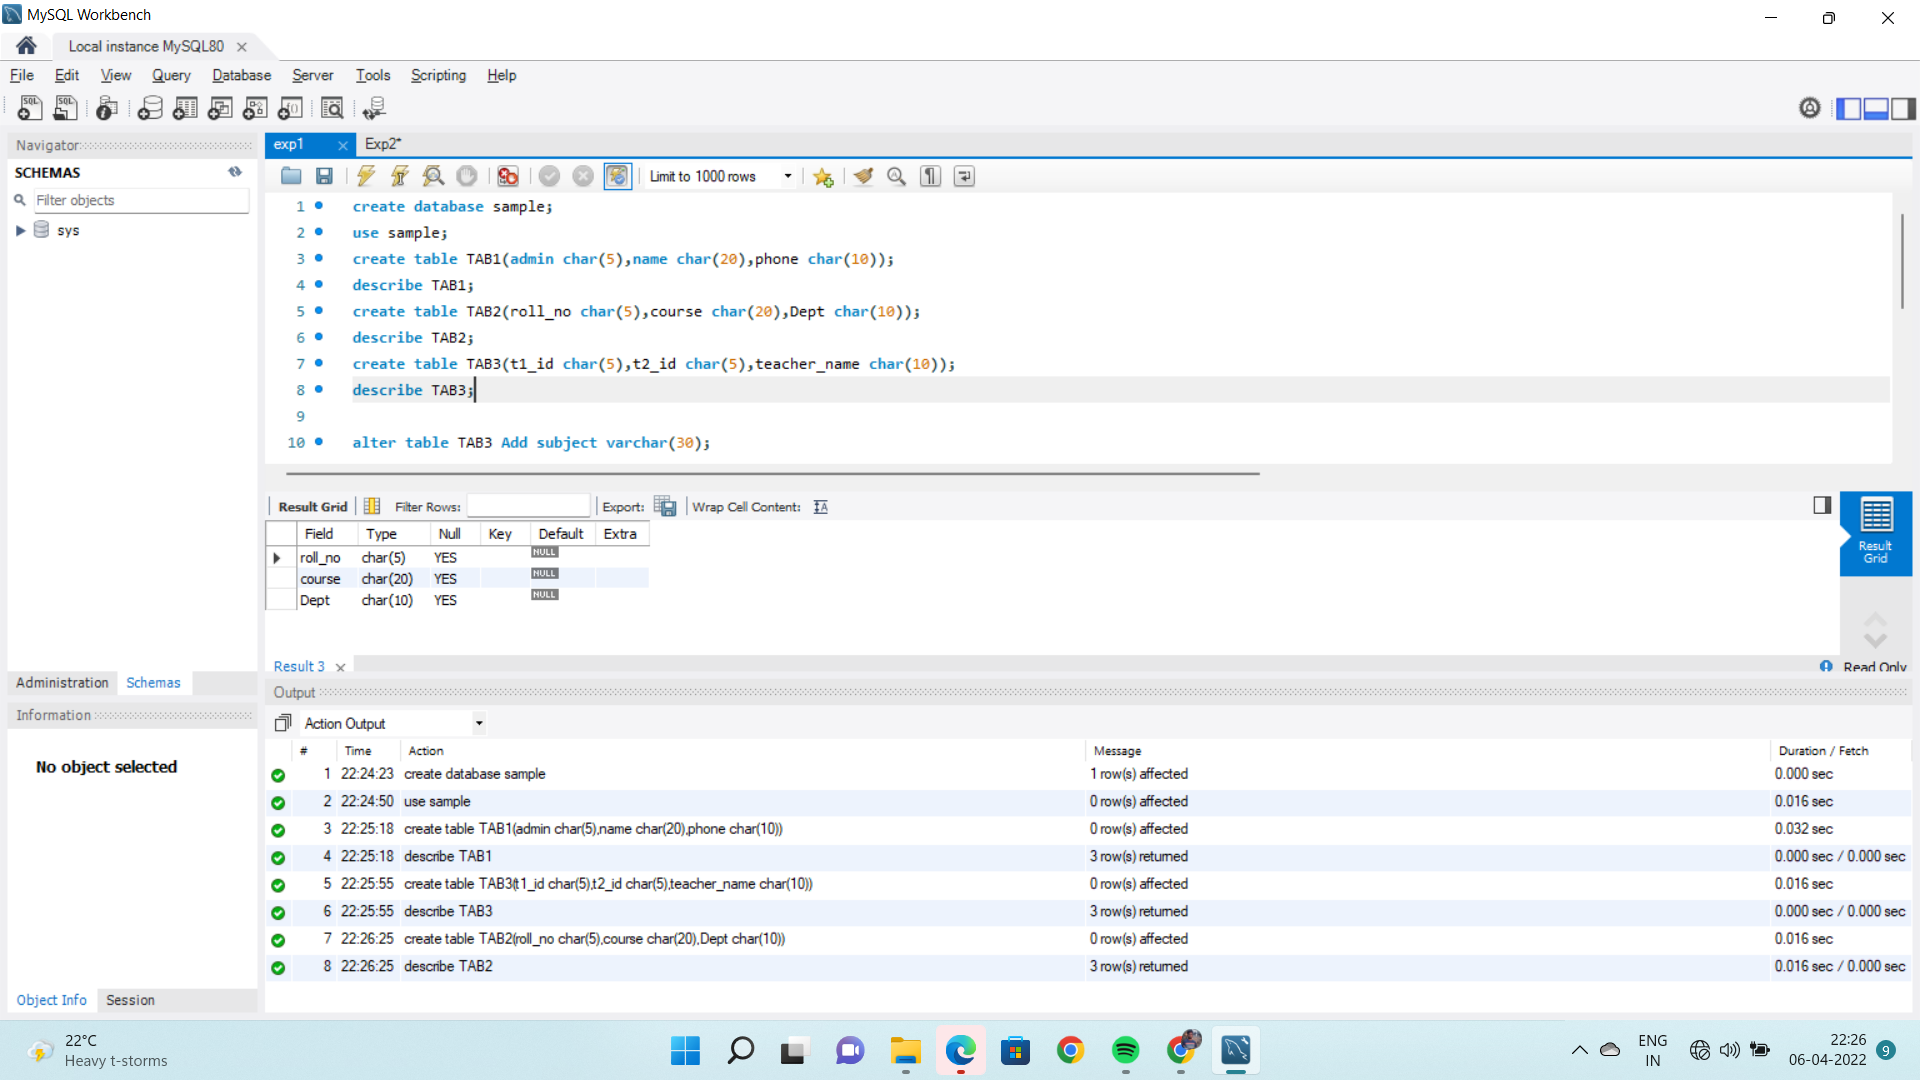 MySQL Workbench
Local instance MySQL80
File Edit View Query Database Server Tools Scripting Help
Navigator
SCHEMAS
Filter objects
sys
exp1 Exp2*
Limit to 1000 rows
1 create database sample;
2 use sample;
3 create table TAB1(admin char(5),name char(20),phone char(10));
4 describe TAB1;
5 create table TAB2(roll_no char(5),course char(20),Dept char(10));
6 describe TAB2;
7 create table TAB3(t1_id char(5),t2_id char(5),teacher_name char(10));
8 describe TAB3;
9
10 alter table TAB3 Add subject varchar(30);
Result Grid Filter Rows: Export: Wrap Cell Content:
Field Type Null Key Default Extra
roll_no char(5) YES NULL
course char(20) YES NULL
Dept char(10) YES NULL
Result Grid
Result 3
Read Only
Administration Schemas
Information
No object selected
Object Info Session
Output
Action Output
# Time Action Message Duration / Fetch
1 22:24:23 create database sample 1 row(s) affected 0.000 sec
2 22:24:50 use sample 0 row(s) affected 0.016 sec
3 22:25:18 create table TAB1(admin char(5),name char(20),phone char(10)) 0 row(s) affected 0.032 sec
4 22:25:18 describe TAB1 3 row(s) returned 0.000 sec / 0.000 sec
5 22:25:55 create table TAB3(t1_id char(5),t2_id char(5),teacher_name char(10)) 0 row(s) affected 0.016 sec
6 22:25:55 describe TAB3 3 row(s) returned 0.000 sec / 0.000 sec
7 22:26:25 create table TAB2(roll_no char(5),course char(20),Dept char(10)) 0 row(s) affected 0.016 sec
8 22:26:25 describe TAB2 3 row(s) returned 0.016 sec / 0.000 sec
22°C
Heavy t-storms
ENG
IN
22:26
06-04-2022
9